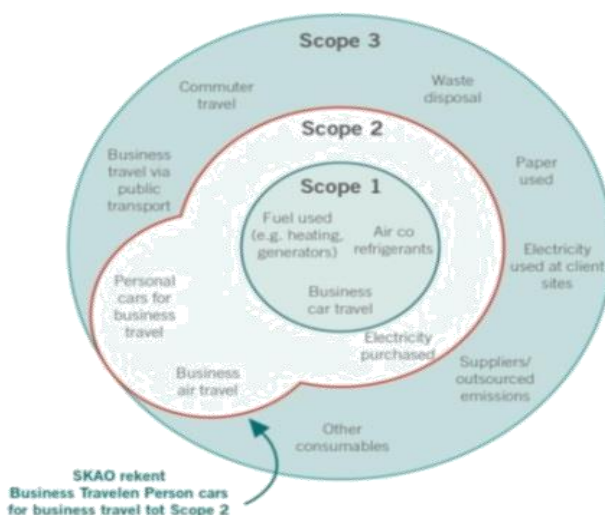 Scope 3
Commuter
travel
Waste
disposal
Scope 2
Business
travel via
public
transport
Paper
used
Scope 1
Fuel used
(e.g. heating,
generators)
Air co
refrigerants
Electricity
used at client
sites
Personal
cars for
business
travel
Business
car travel
Electricity
purchased
Business
air travel
Suppliers/
outsourced
emissions
Other
consumables
SKAO rekent
Business Travelen Person cars
for business travel tot Scope 2